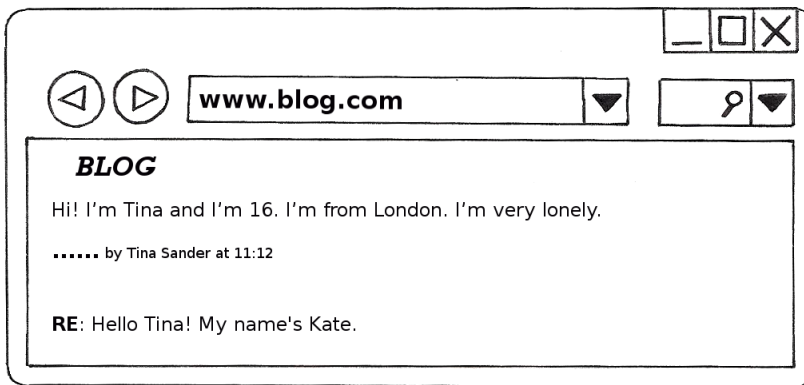 www.blog.com
BLOG
Hi! I’m Tina and I’m 16. I’m from London. I’m very lonely.
...... by Tina Sander at 11:12
RE: Hello Tina! My name's Kate.